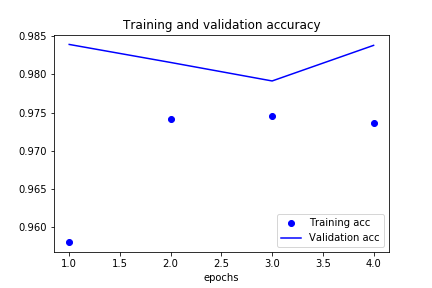 Training and validation accuracy
0.985
0.980
0.975
0.970
0.965
0.960
Training acc
Validation acc
1.0 1.5 2.0 2.5 3.0 3.5 4.0
epochs